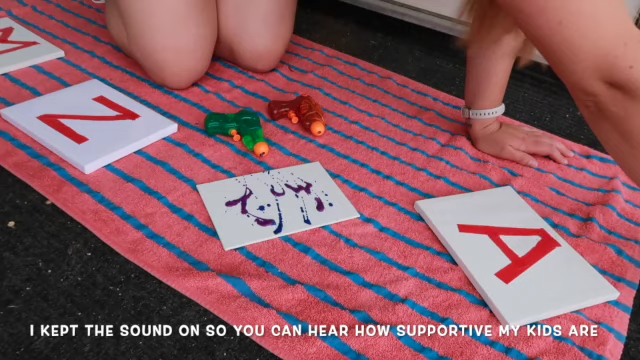 M
N
A
I KEPT THE SOUND ON SO YOU CAN HEAR HOW SUPPORTIVE MY KIDS ARE